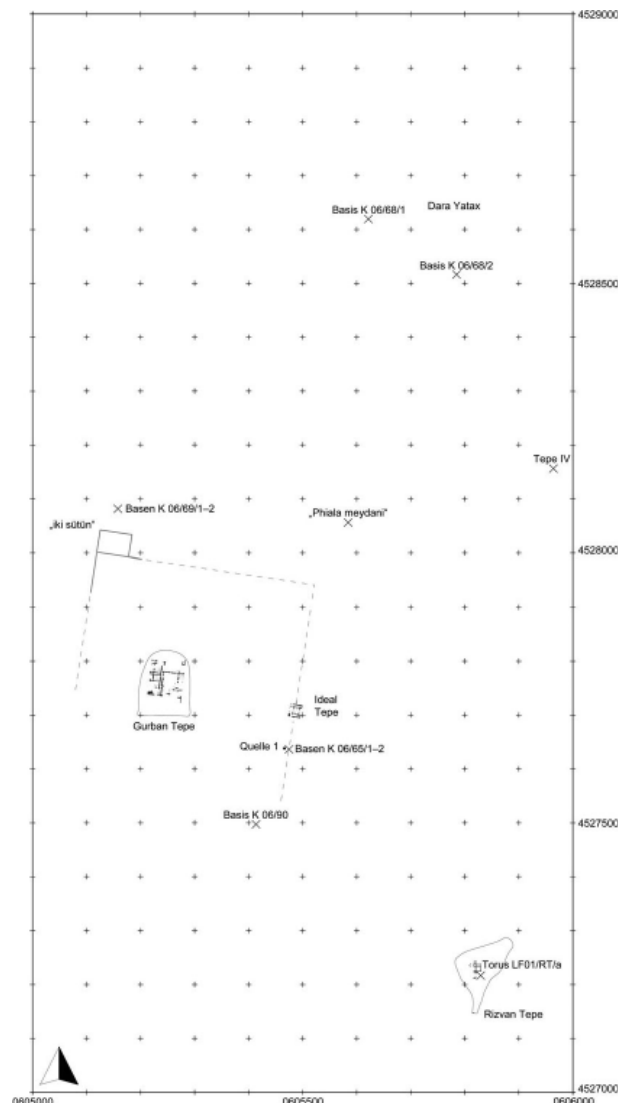 4529000
Basis K 06/68/1
Dara Yatax
Basis K 06/68/2
4528500
Tepe IV
Basen K 06/69/1–2
„Phiala meydani“
„iki sütün“
4528000
Ideal
Tepe
Gurban Tepe
Quelle 1
Basen K 06/65/1–2
Basis K 06/90
4527500
Torus LF01/RT/a
Rizvan Tepe
4527000
0605000
0605500
0606000